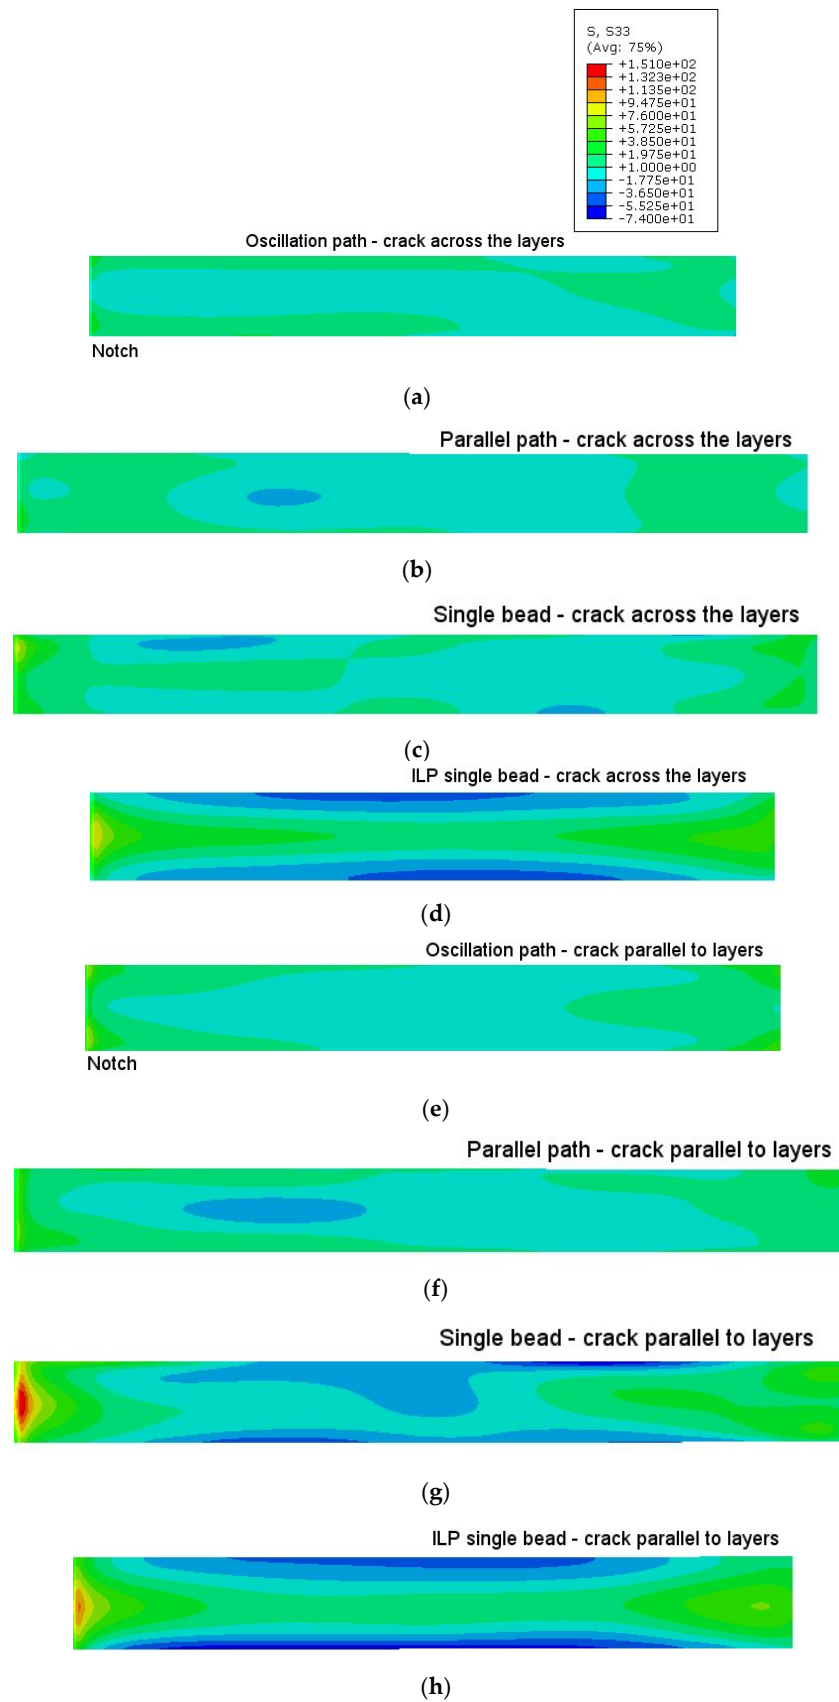 S, S33
(Avg: 75%)
+1.510e+02
+1.323e+02
+1.135e+02
+9.475e+01
+7.600e+01
+5.725e+01
+3.850e+01
+1.975e+01
+1.000e+00
-1.775e+01
-3.650e+01
-5.525e+01
-7.400e+01
Oscillation path - crack across the layers
Notch
(a)
Parallel path - crack across the layers
(b)
Single bead - crack across the layers
(c)
ILP single bead - crack across the layers
(d)
Oscillation path - crack parallel to layers
Notch
(e)
Parallel path - crack parallel to layers
(f)
Single bead - crack parallel to layers
(g)
ILP single bead - crack parallel to layers
(h)